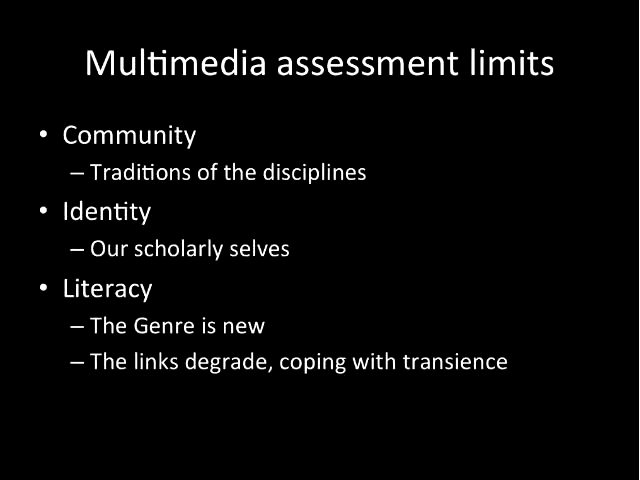 Multimedia assessment limits
• Community
– Traditions of the disciplines
• Identity
– Our scholarly selves
• Literacy
– The Genre is new
– The links degrade, coping with transience